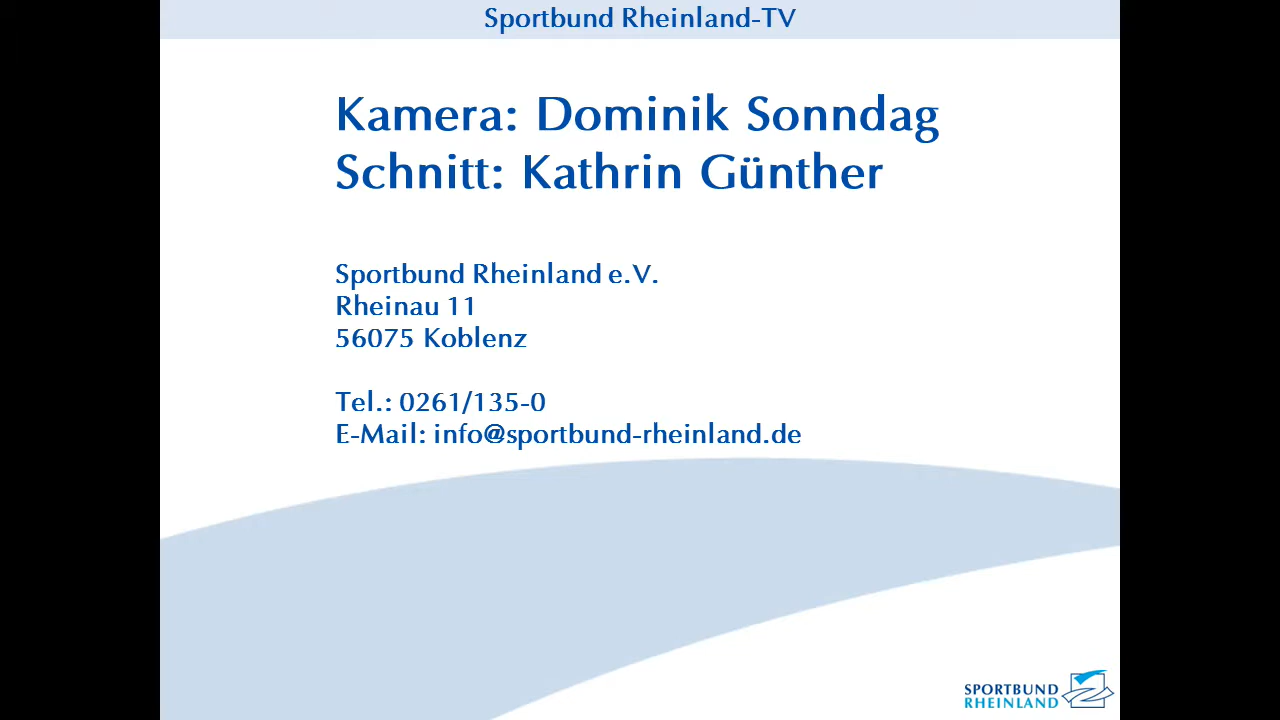 Sportbund Rheinland-TV
Kamera: Dominik Sonndag
Schnitt: Kathrin Günther
Sportbund Rheinland e.V.
Rheinau 11
56075 Koblenz
Tel.: 0261/135-0
E-Mail: info@sportbund-rheinland.de
SPORTBUND
RHEINLAND